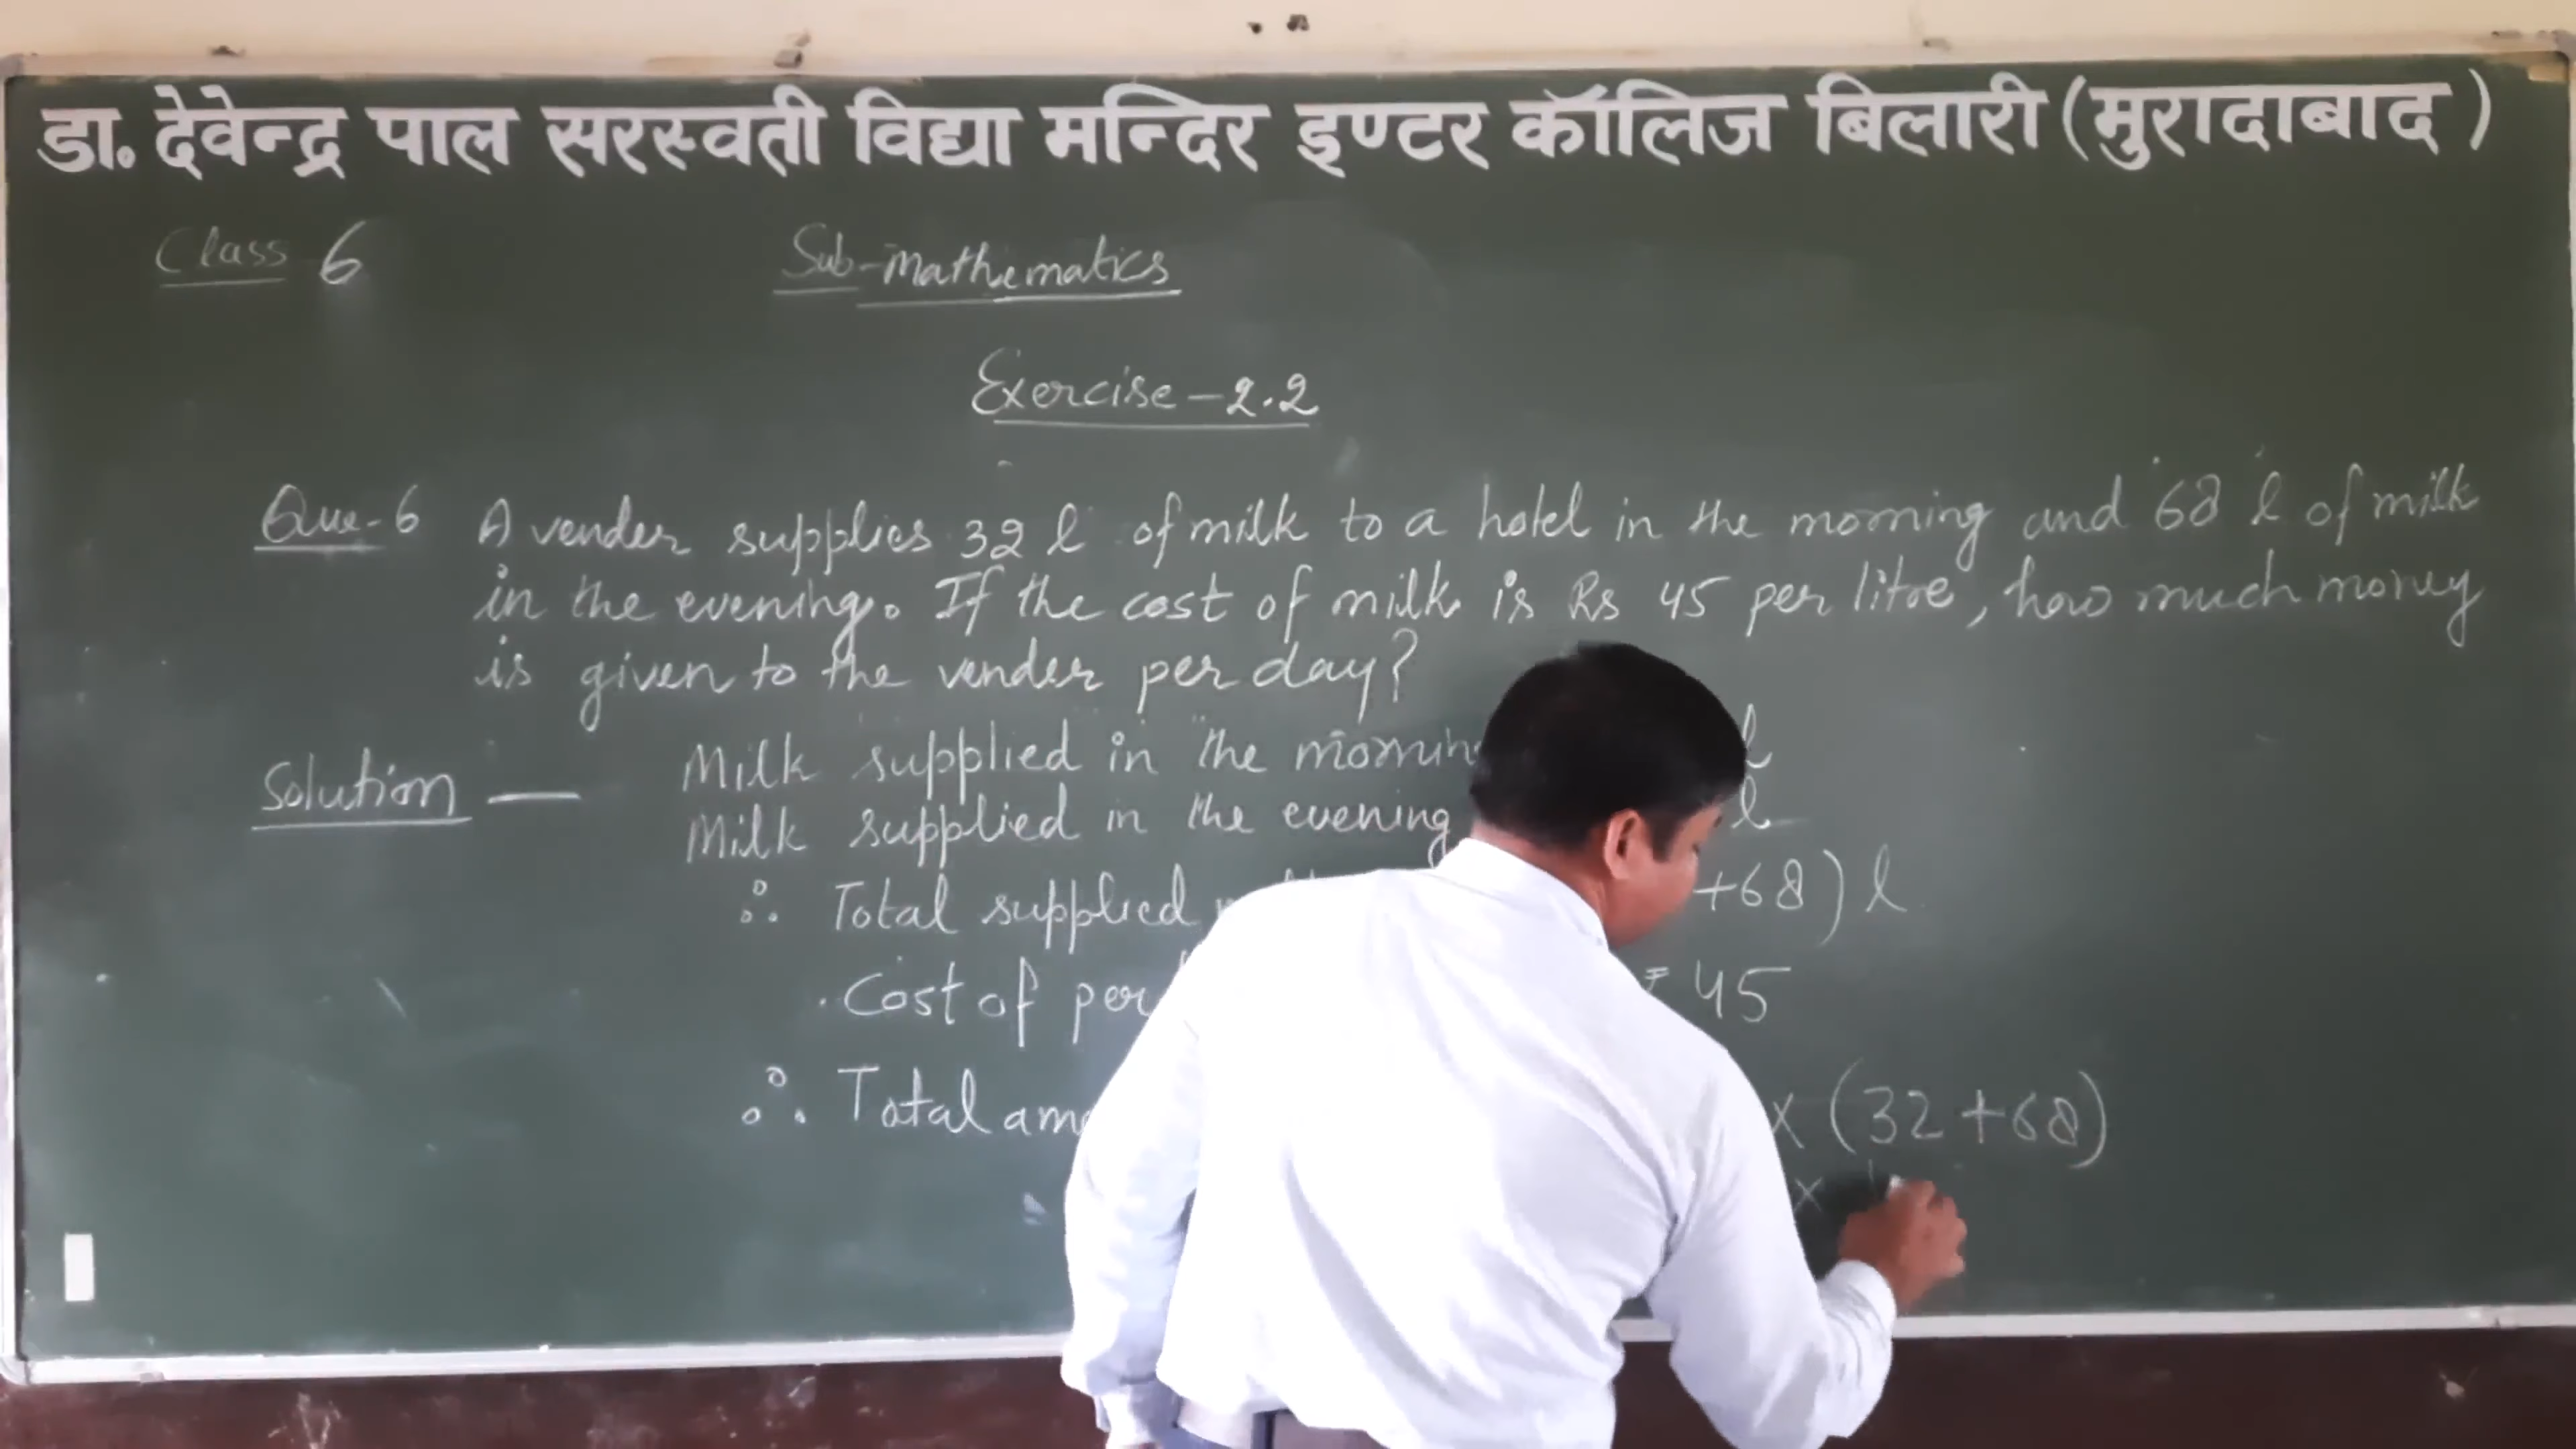 डा. देवेन्द्र पाल सरस्वती विद्या मन्दिर इण्टर कॉलिज बिलारी (मुरादाबाद)
Class 6 Sub-Mathematics
Exercise-2.2
Que-6 A vender supplies 32 l of milk to a hotel in the morning and 68 l of milk
in the evening. If the cost of milk is Rs 45 per litre, how much money
is given to the vender per day?
Solution — Milk supplied in the l
Milk supplied in the evening l
∴ Total supplied +68) l
Cost of per = 45
∴ Total × (32+68)
×